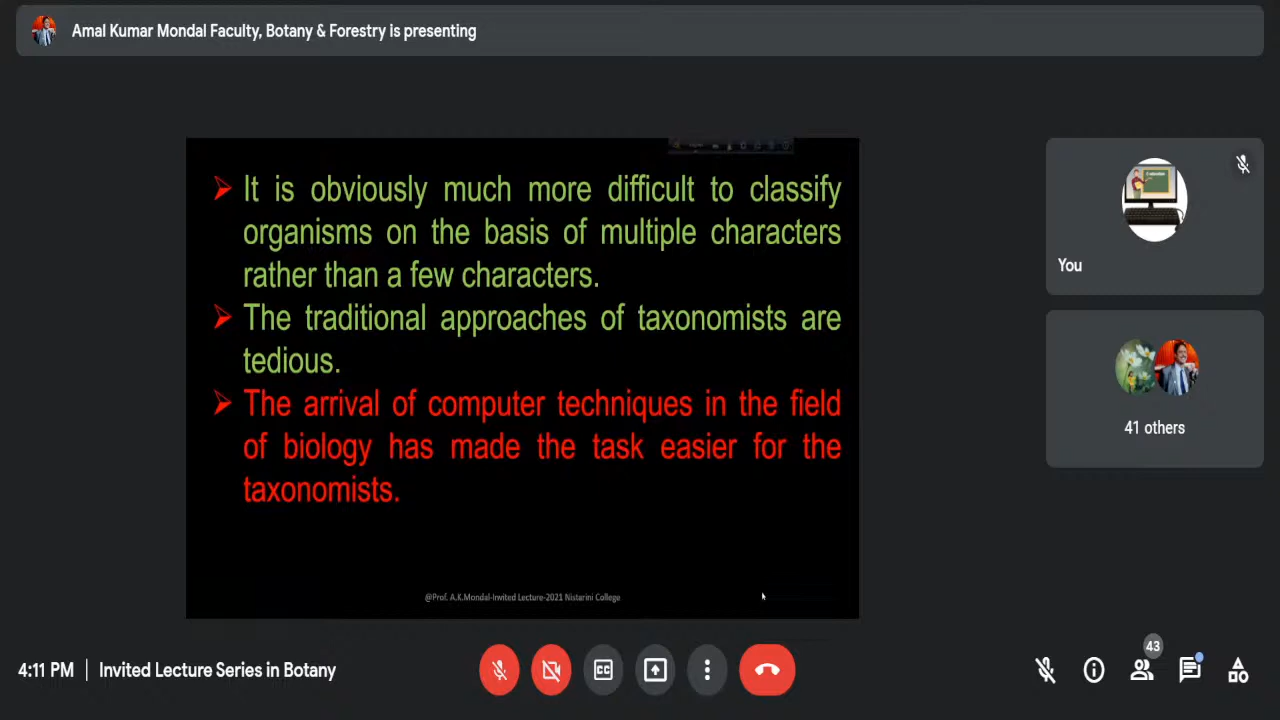 Amal Kumar Mondal Faculty, Botany & Forestry is presenting
It is obviously much more difficult to classify
organisms on the basis of multiple characters
rather than a few characters.
The traditional approaches of taxonomists are
tedious.
The arrival of computer techniques in the field
of biology has made the task easier for the
taxonomists.
@Prof. A.K.Mondal-Invited Lecture-2021 Nistarini College
You
41 others
4:11 PM | Invited Lecture Series in Botany
CC
43